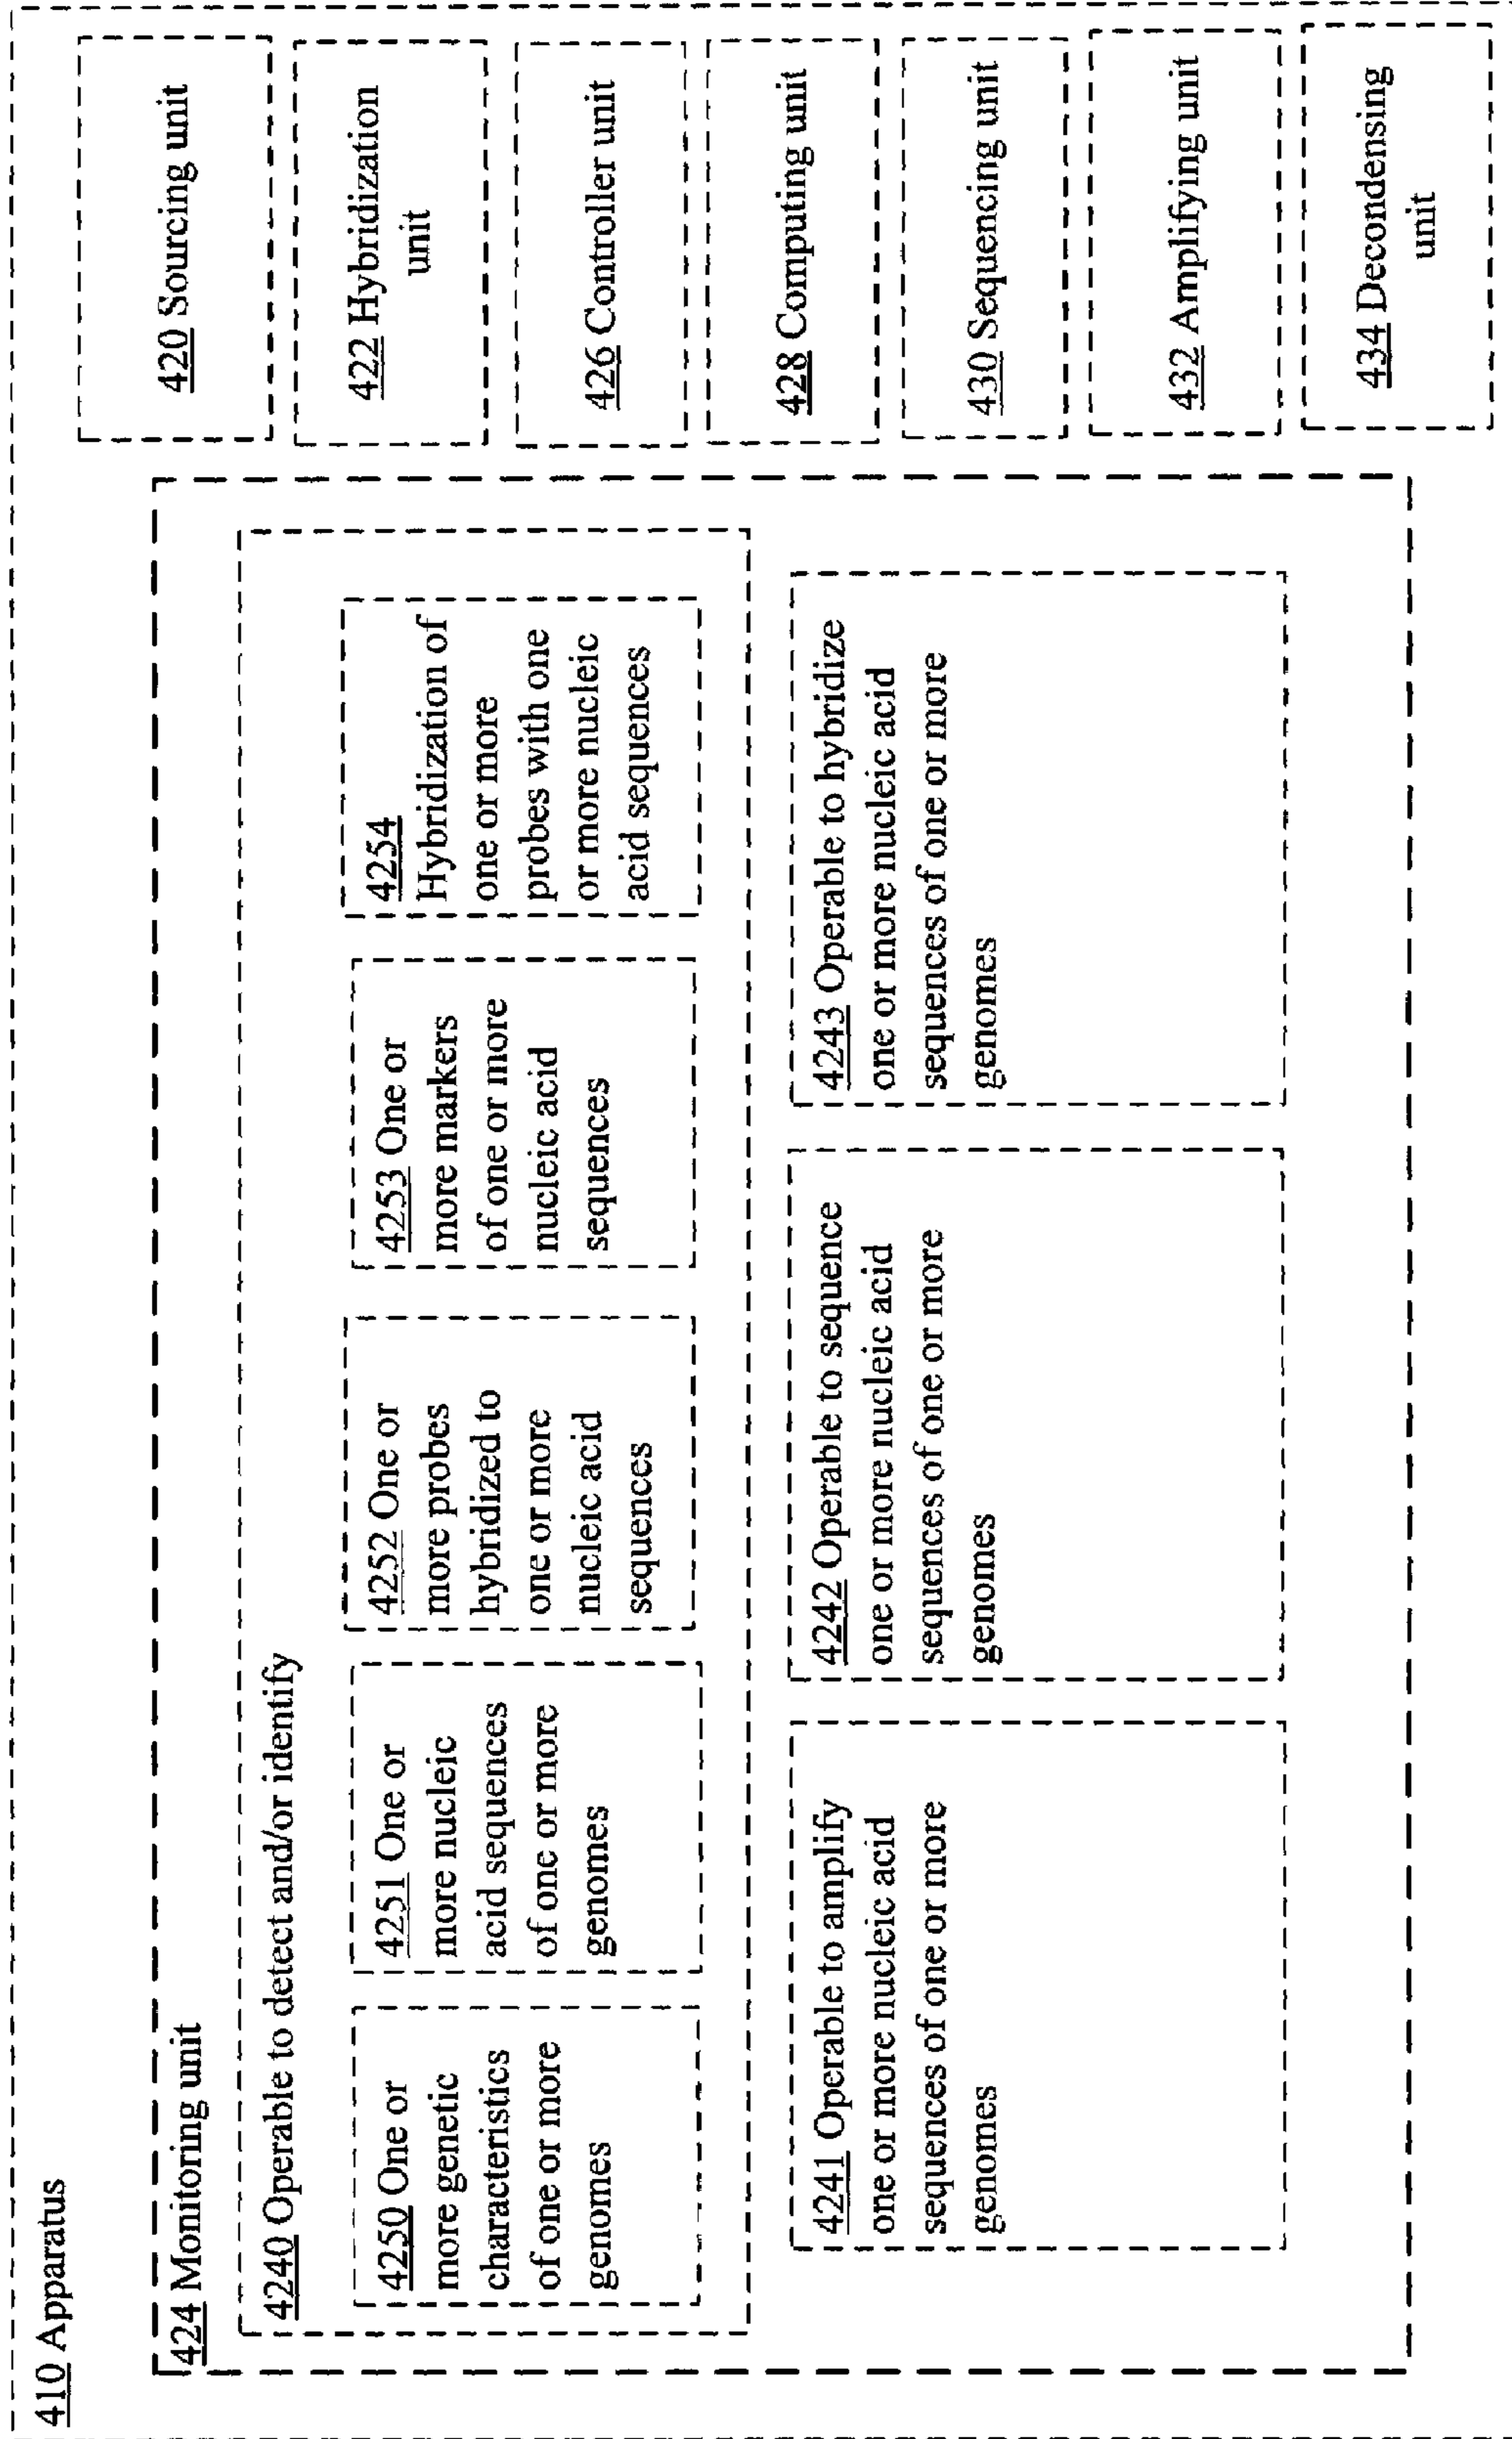 410 Apparatus
424 Monitoring unit
4240 Operable to detect and/or identify
4250 One or
more genetic
characteristics
of one or more
genomes
4251 One or
more nucleic
acid sequences
of one or more
genomes
4252 One or
more probes
hybridized to
one or more
nucleic acid
sequences
4253 One or
more markers
of one or more
nucleic acid
sequences
4254
Hybridization of
one or more
probes with one
or more nucleic
acid sequences
4241 Operable to amplify
one or more nucleic acid
sequences of one or more
genomes
4242 Operable to sequence
one or more nucleic acid
sequences of one or more
genomes
4243 Operable to hybridize
one or more nucleic acid
sequences of one or more
genomes
420 Sourcing unit
422 Hybridization
unit
426 Controller unit
428 Computing unit
430 Sequencing unit
432 Amplifying unit
434 Decondensing
unit